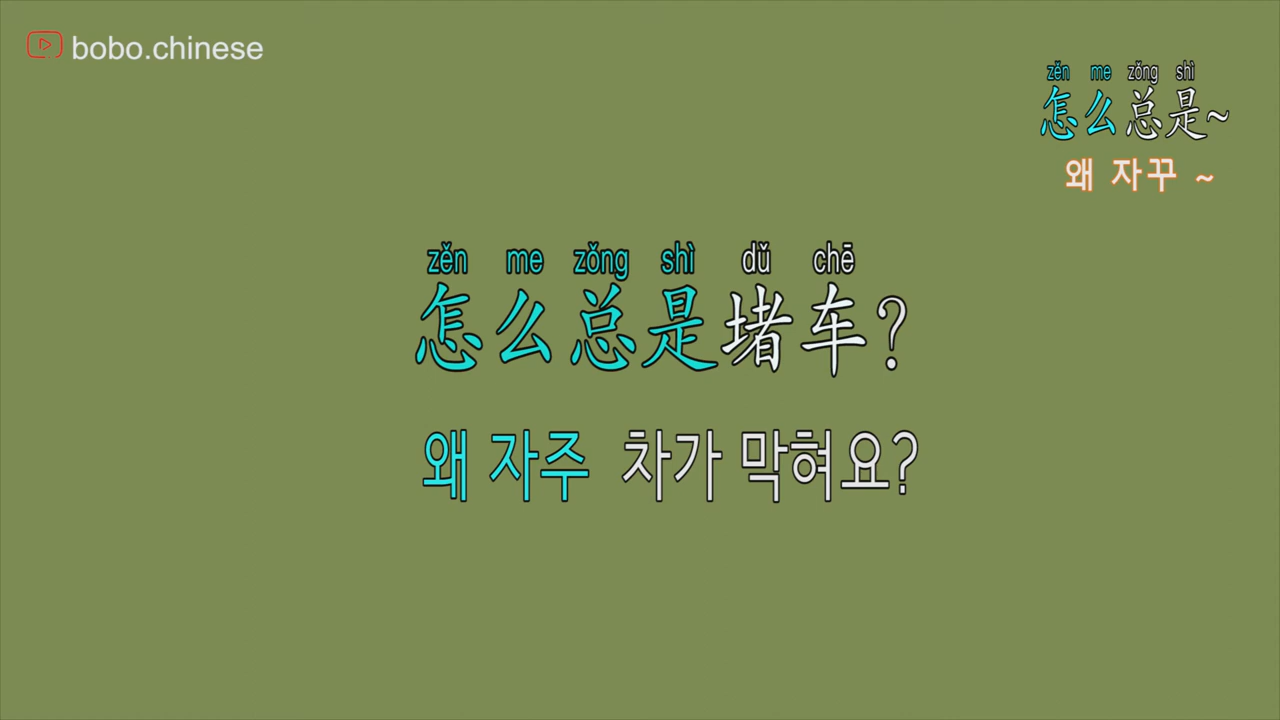 bobo.chinese
zěn me zǒng shì
怎么总是~
왜 자꾸 ~
zěn me zǒng shì dǔ chē
怎么总是堵车?
왜 자주 차가 막혀요?